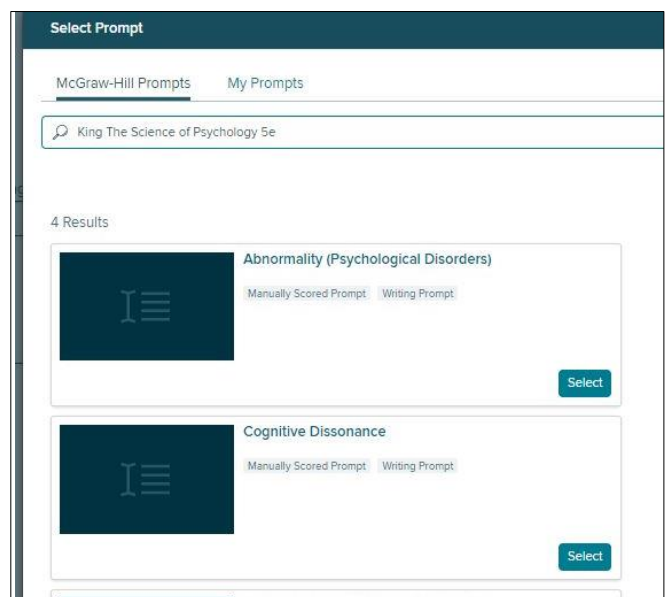 Select Prompt
McGraw-Hill Prompts My Prompts
King The Science of Psychology 5e
4 Results
Abnormality (Psychological Disorders)
Manually Scored Prompt Writing Prompt
Select
Cognitive Dissonance
Manually Scored Prompt Writing Prompt
Select